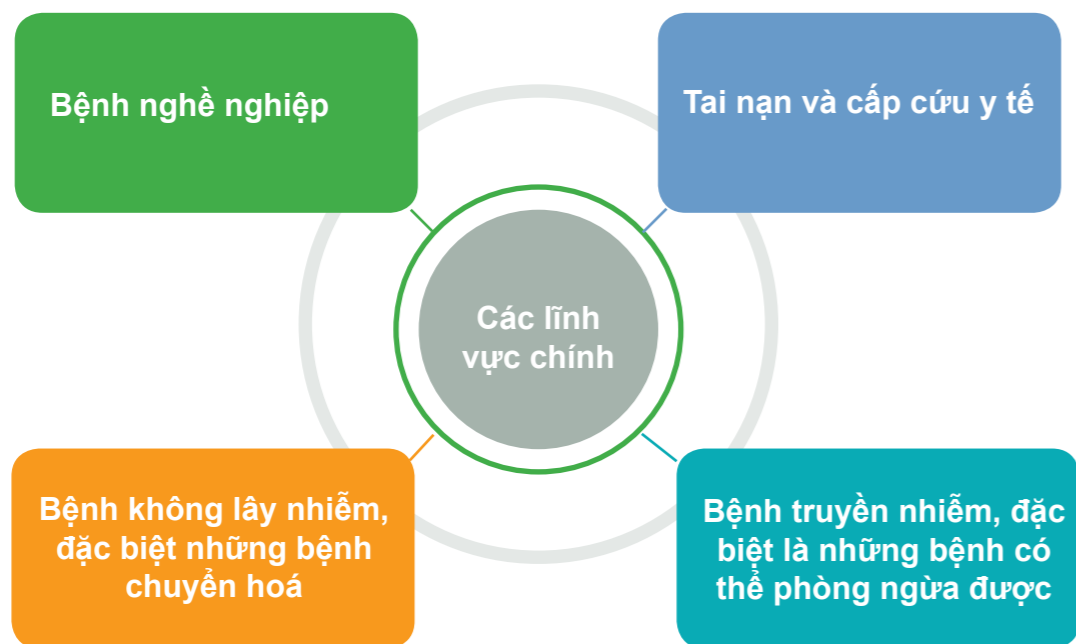 Bệnh nghề nghiệp
Tai nạn và cấp cứu y tế
Các lĩnh
vực chính
Bệnh không lây nhiễm,
đặc biệt những bệnh
chuyển hoá
Bệnh truyền nhiễm, đặc
biệt là những bệnh có
thể phòng ngừa được